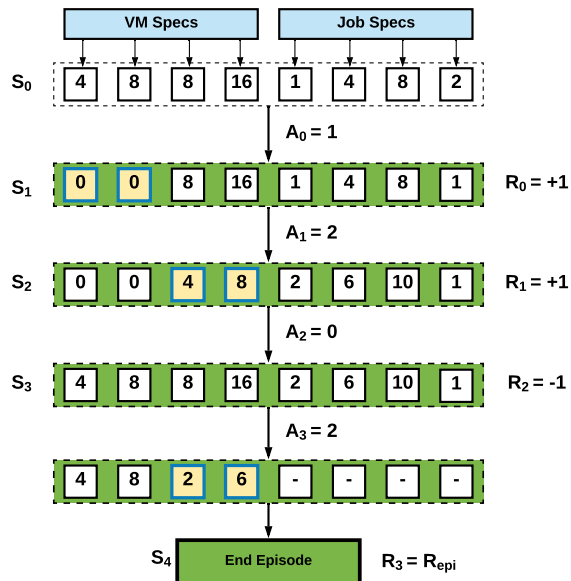 VM Specs Job Specs
S0 4 8 8 16 1 4 8 2
A0 = 1
S1 0 0 8 16 1 4 8 1 R0 = +1
A1 = 2
S2 0 0 4 8 2 6 10 1 R1 = +1
A2 = 0
S3 4 8 8 16 2 6 10 1 R2 = -1
A3 = 2
4 8 2 6 - - - -
S4 End Episode R3 = Repi